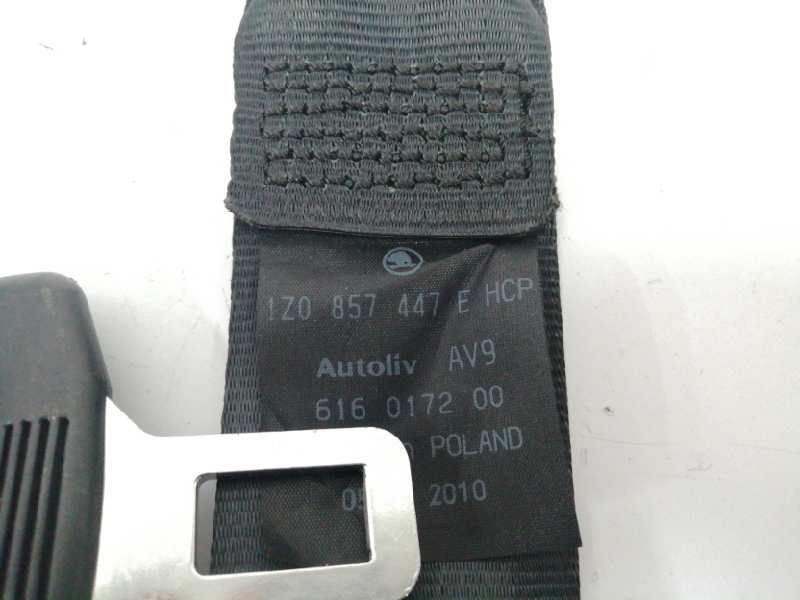 1Z0 857 447 E HCP
Autoliv AV9
616 0172 00
POLAND
2010